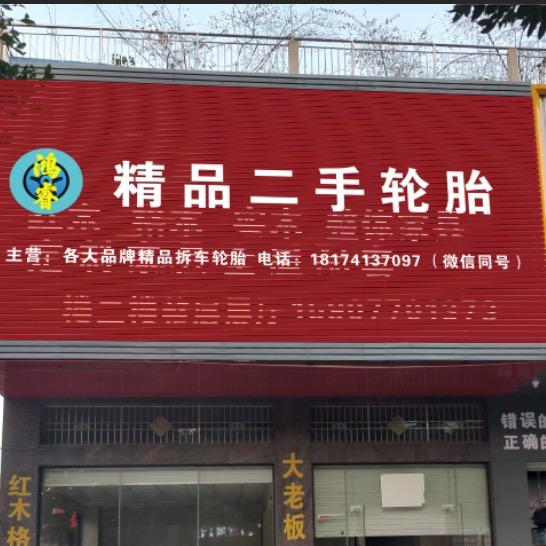 鸿睿
精品二手轮胎
主营：各大品牌精品拆车轮胎 电话：18174137097（微信同号）
错误的
正确的
大老板
红木格